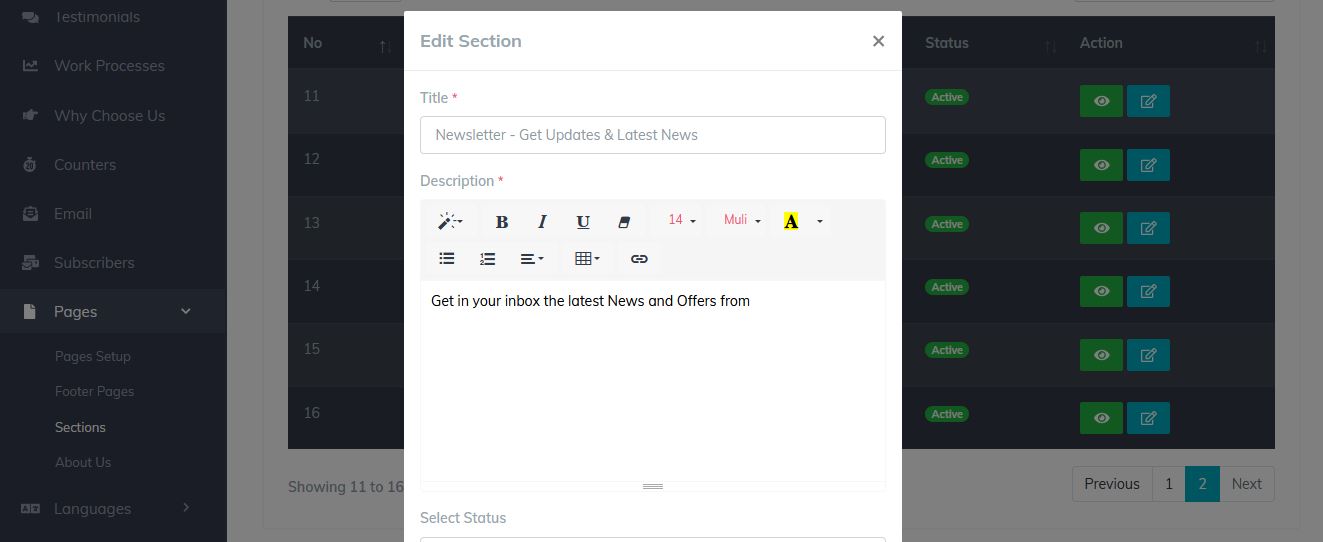 Testimonials
Work Processes
Why Choose Us
Counters
Email
Subscribers
Pages
Pages Setup
Footer Pages
Sections
About Us
Languages
Edit Section ×
Title *
Newsletter - Get Updates & Latest News
Description *
B I U 14 Muli A
Get in your inbox the latest News and Offers from
Select Status
No Status Action
11 Active
12 Active
13 Active
14 Active
15 Active
16 Active
Showing 11 to 16
Previous 1 2 Next